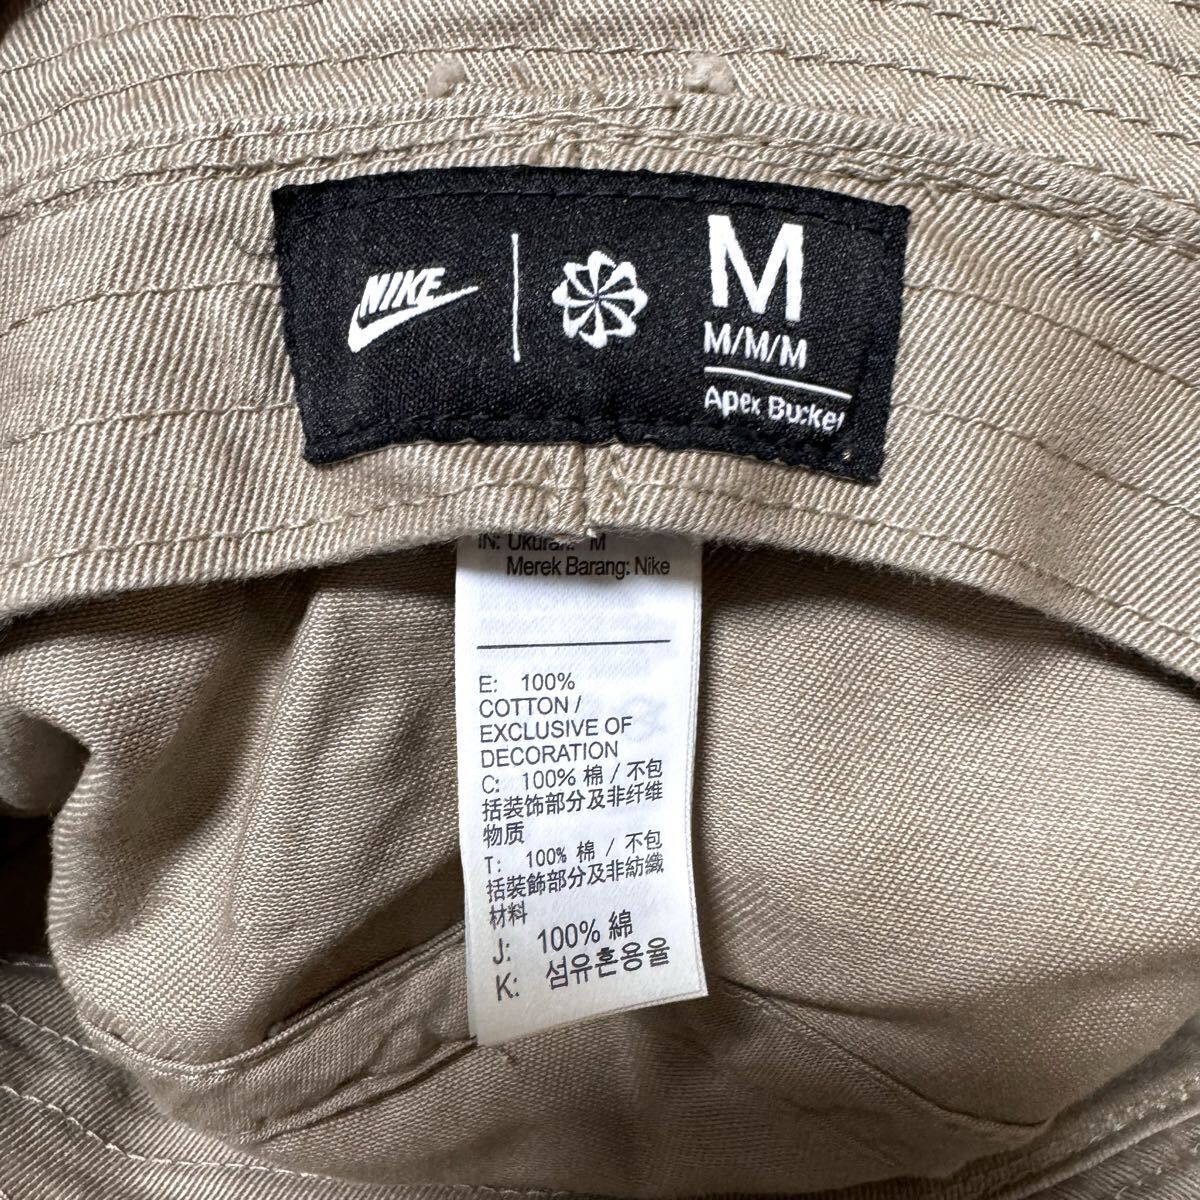 NIKE
M
M/M/M
Apex Bucket
IN: Ukuran: M
Merek Barang: Nike
E: 100%
COTTON /
EXCLUSIVE OF
DECORATION
C: 100% 棉 / 不包
括装饰部分及非纤维
物质
T: 100% 棉 / 不包
括裝飾部分及非紡織
材料
J: 100% 綿
K: 섬유혼용율